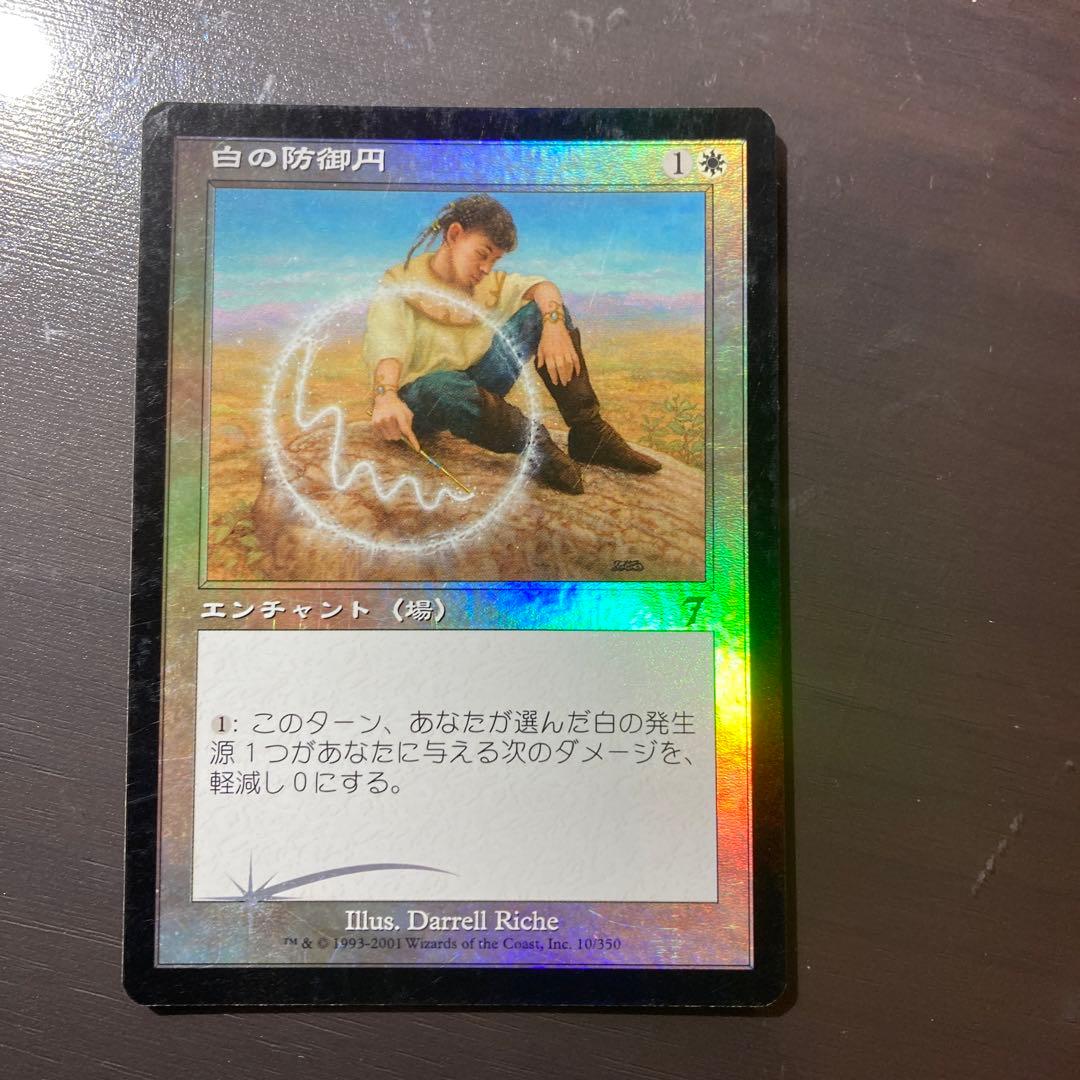 白の防御円 1
エンチャント（場） 7
1: このターン、あなたが選んだ白の発生
源１つがあなたに与える次のダメージを、
軽減し０にする。
Illus. Darrell Riche
™ & © 1993-2001 Wizards of the Coast, Inc. 10/350